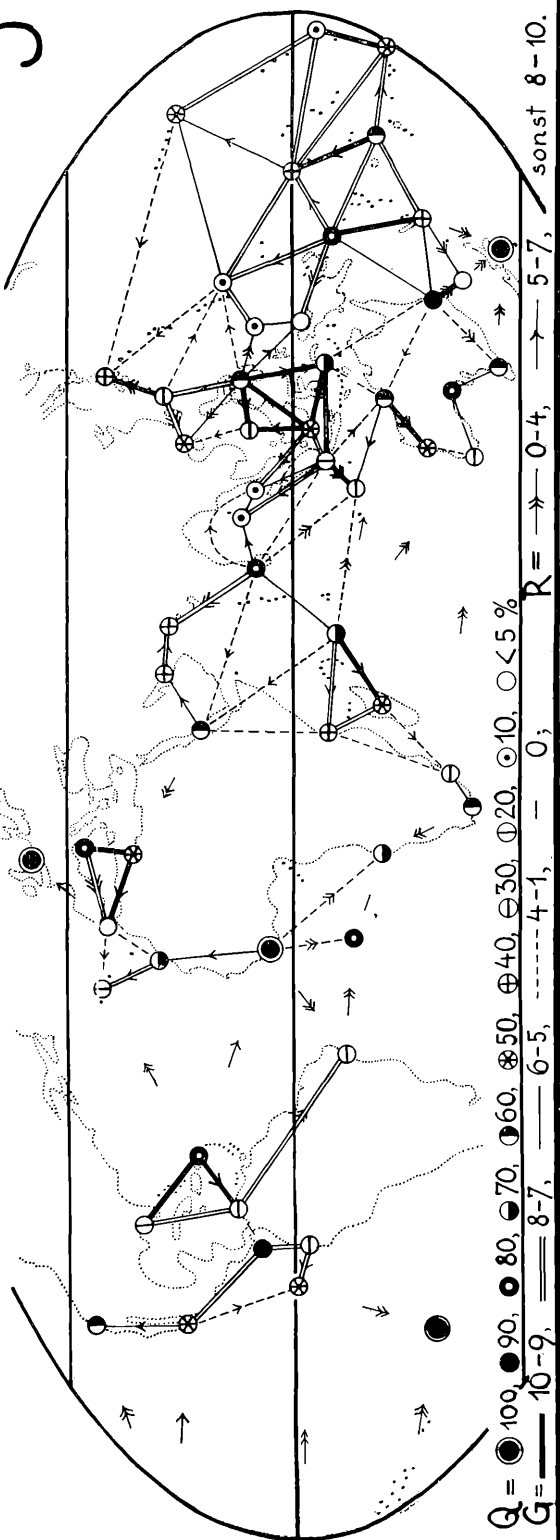 Q = 100, 90, 80, 70, 60, 50, 40, 30, 20, 10, <5 %
G = 10-9, 8-7, 6-5, 4-1, 0; R = 0-4, 5-7, sonst 8-10.